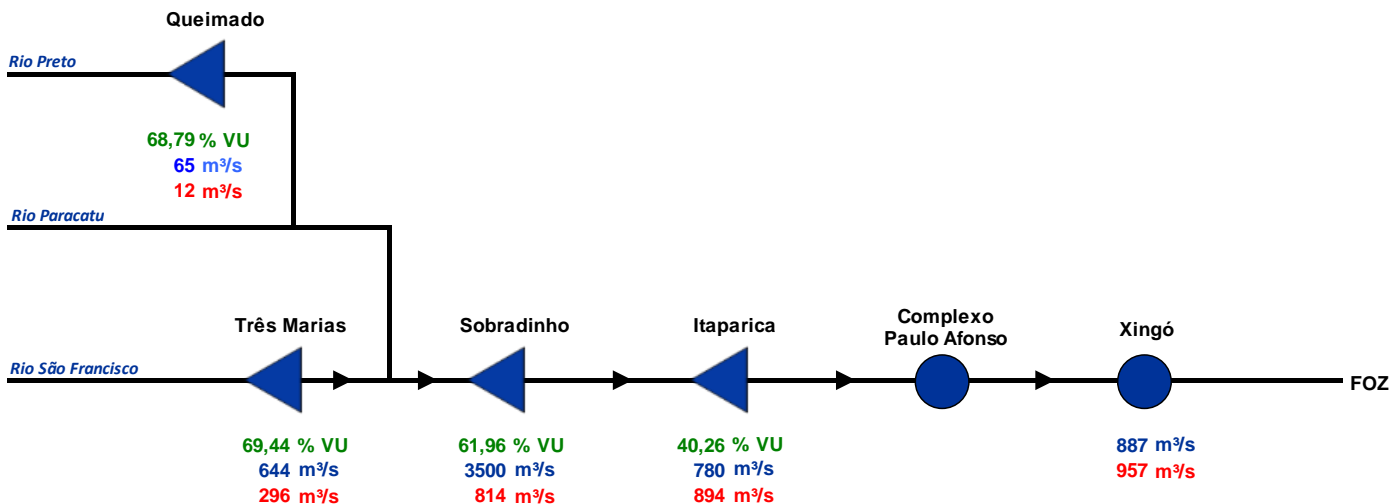 Queimado
Rio Preto
68,79 % VU
65 m³/s
12 m³/s
Rio Paracatu
Três Marias
Sobradinho
Itaparica
Complexo
Paulo Afonso
Xingó
Rio São Francisco
FOZ
69,44 % VU
644 m³/s
296 m³/s
61,96 % VU
3500 m³/s
814 m³/s
40,26 % VU
780 m³/s
894 m³/s
887 m³/s
957 m³/s